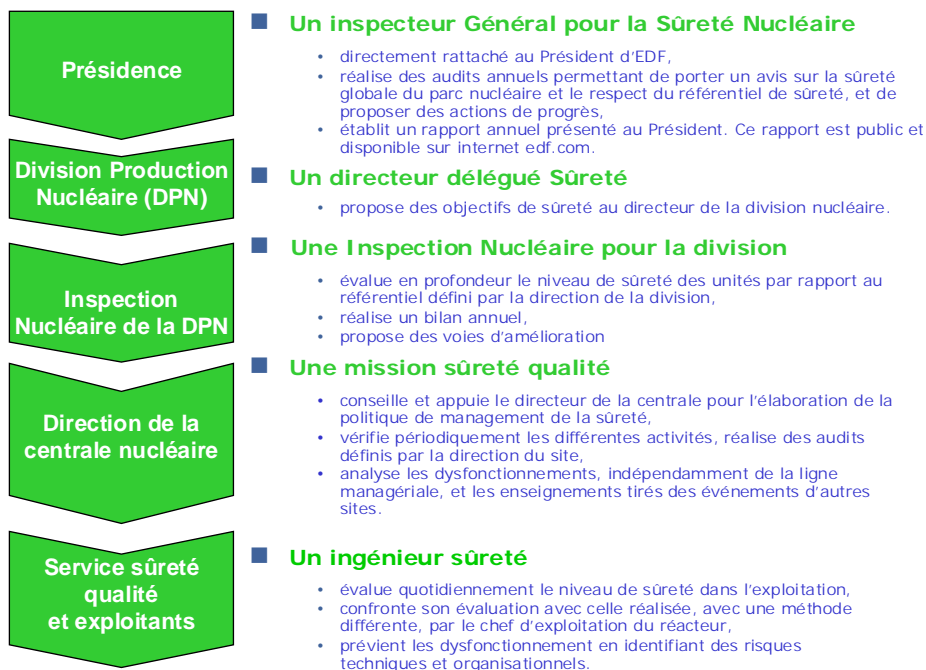 Présidence
Un inspecteur Général pour la Sûreté Nucléaire
• directement rattaché au Président d'EDF,
• réalise des audits annuels permettant de porter un avis sur la sûreté
globale du parc nucléaire et le respect du référentiel de sûreté, et de
proposer des actions de progrès,
• établit un rapport annuel présenté au Président. Ce rapport est public et
disponible sur internet edf.com.
Division Production
Nucléaire (DPN)
Un directeur délégué Sûreté
• propose des objectifs de sûreté au directeur de la division nucléaire.
Inspection
Nucléaire de la DPN
Une Inspection Nucléaire pour la division
• évalue en profondeur le niveau de sûreté des unités par rapport au
référentiel défini par la direction de la division,
• réalise un bilan annuel,
• propose des voies d'amélioration
Direction de la
centrale nucléaire
Une mission sûreté qualité
• conseille et appuie le directeur de la centrale pour l'élaboration de la
politique de management de la sûreté,
• vérifie périodiquement les différentes activités, réalise des audits
définis par la direction du site,
• analyse les dysfonctionnements, indépendamment de la ligne
managériale, et les enseignements tirés des événements d'autres
sites.
Service sûreté
qualité
et exploitants
Un ingénieur sûreté
• évalue quotidiennement le niveau de sûreté dans l'exploitation,
• confronte son évaluation avec celle réalisée, avec une méthode
différente, par le chef d'exploitation du réacteur,
• prévient les dysfonctionnement en identifiant des risques
techniques et organisationnels.